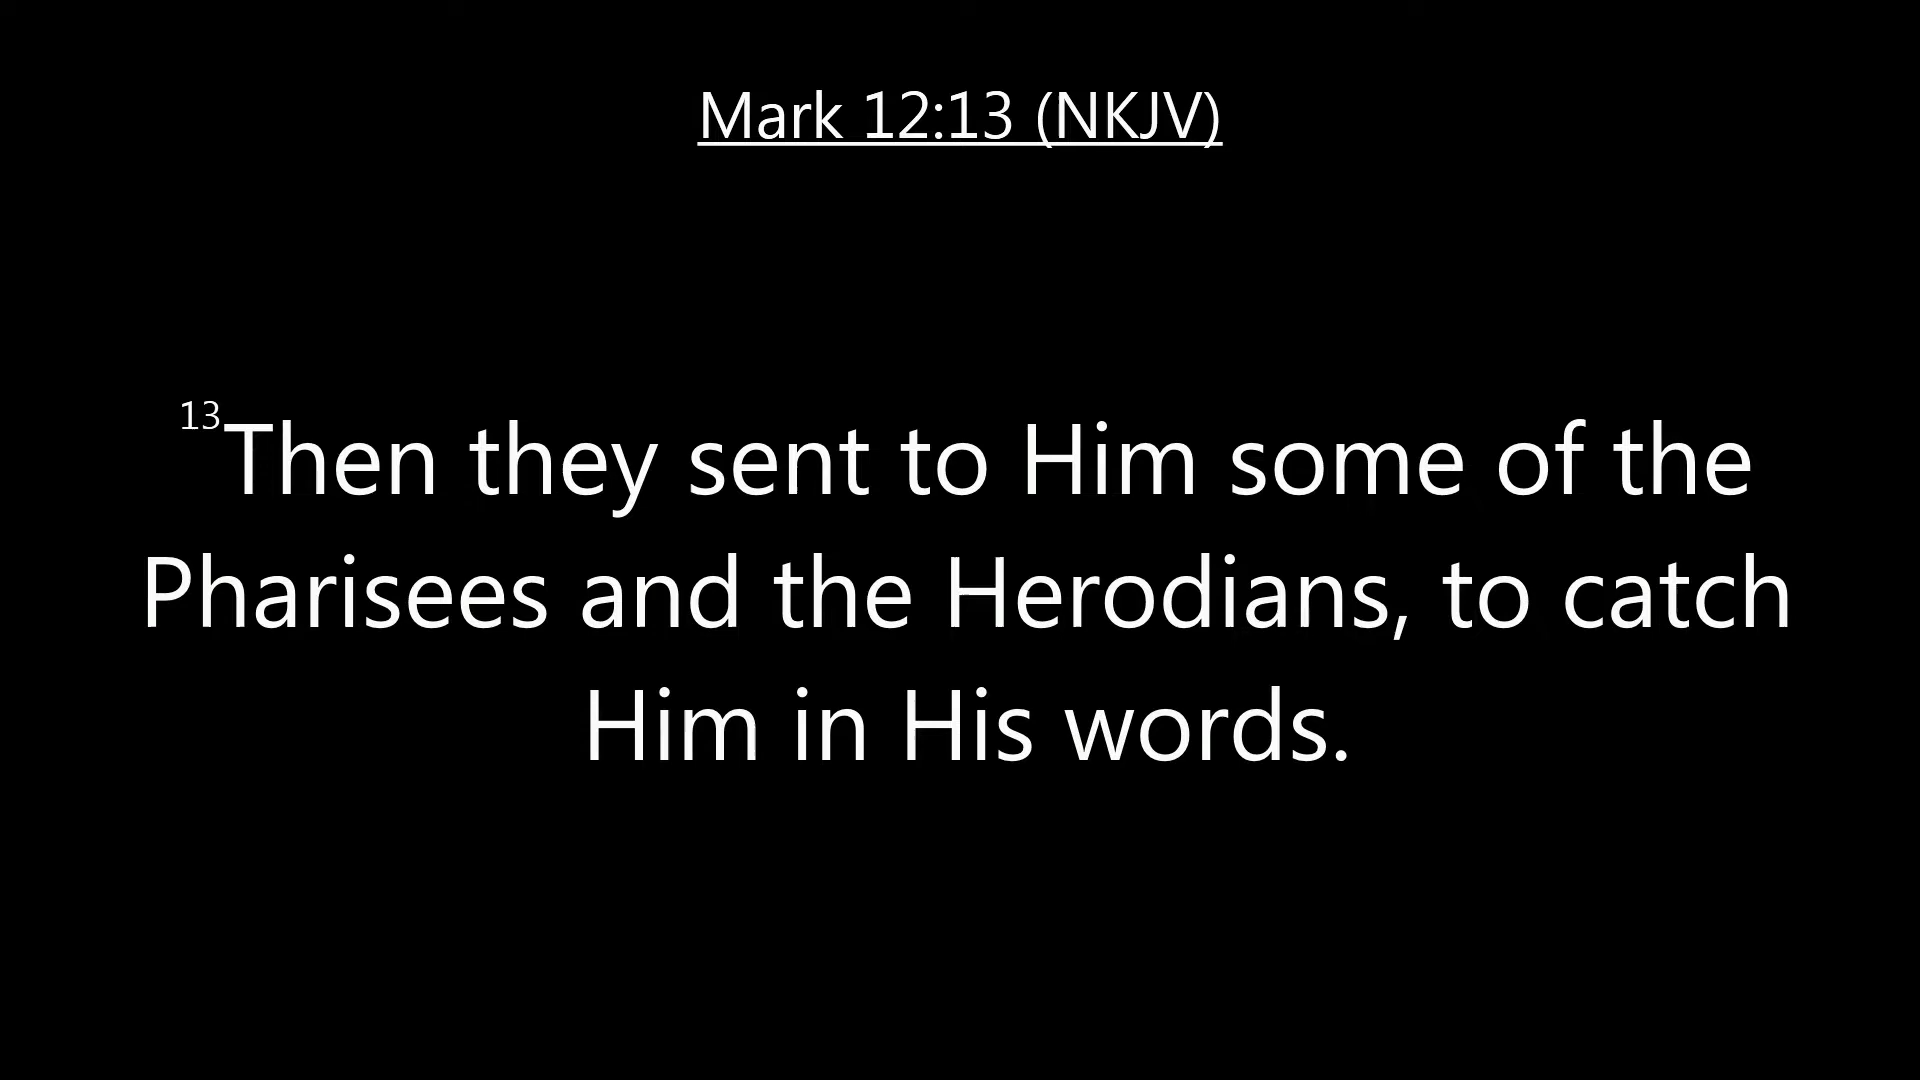 Mark 12:13 (NKJV)
13Then they sent to Him some of the
Pharisees and the Herodians, to catch
Him in His words.